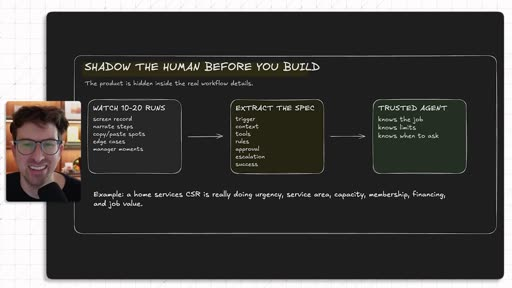 SHADOW THE HUMAN BEFORE YOU BUILD
The product is hidden inside the real workflow details.
WATCH 10-20 RUNS
screen record
narrate steps
copy/paste spots
edge cases
manager moments
EXTRACT THE SPEC
trigger
context
tools
rules
approval
escalation
success
TRUSTED AGENT
knows the job
knows limits
knows when to ask
Example: a home services CSR is really doing urgency, service area, capacity, membership, financing,
and job value.